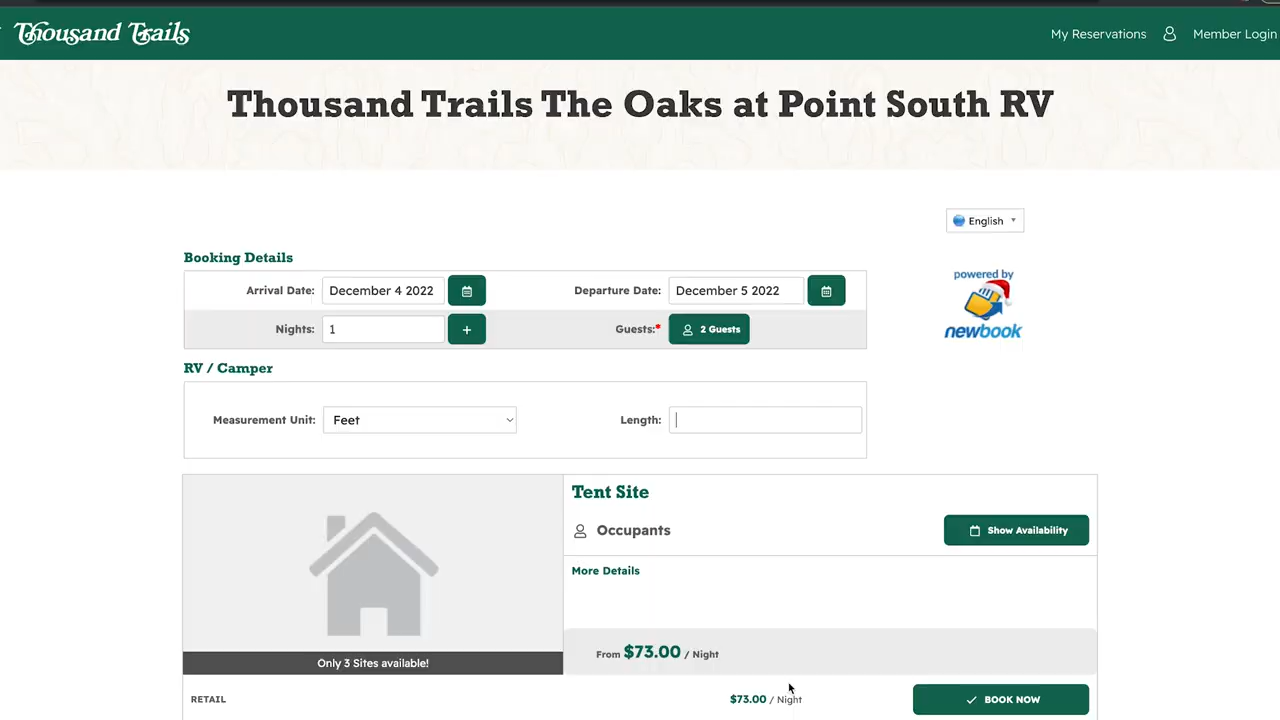 Thousand Trails
My Reservations
Member Login
Thousand Trails The Oaks at Point South RV
English
Booking Details
Arrival Date: December 4 2022
Departure Date: December 5 2022
Nights: 1 +
Guests:* 2 Guests
powered by
newbook
RV / Camper
Measurement Unit: Feet
Length:
Tent Site
Occupants
Show Availability
More Details
From $73.00 / Night
Only 3 Sites available!
RETAIL
$73.00 / Night
BOOK NOW